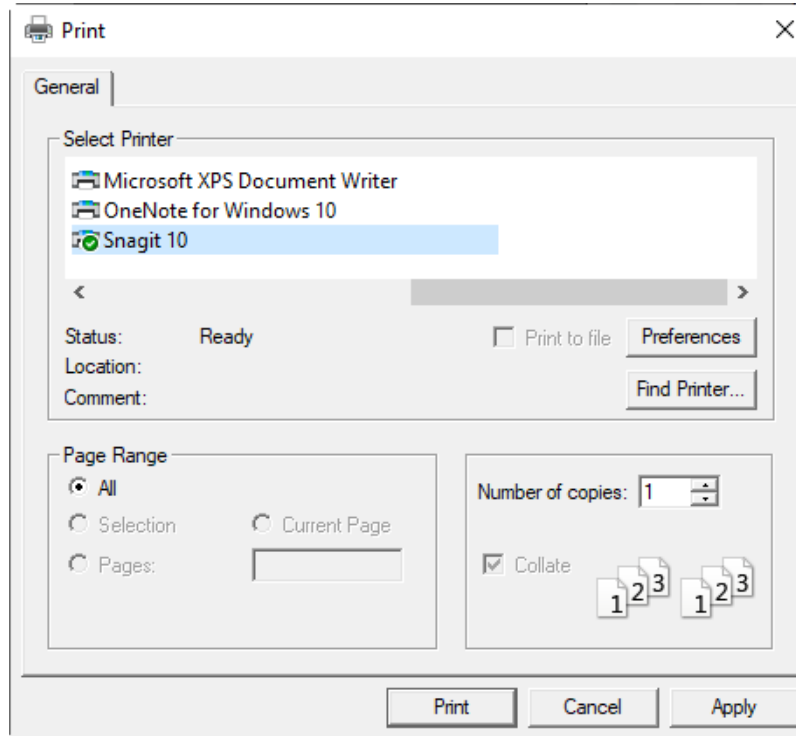 Print
General
Select Printer
Microsoft XPS Document Writer
OneNote for Windows 10
Snagit 10
Status: Ready
Print to file
Preferences
Location:
Comment:
Find Printer...
Page Range
All
Selection
Current Page
Pages:
Number of copies: 1
Collate
1 2 3 1 2 3
Print Cancel Apply